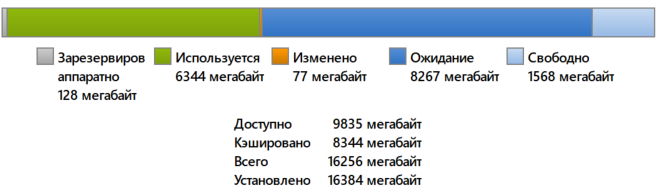 Зарезервиров Используется Изменено Ожидание Свободно
аппаратно 6344 мегабайт 77 мегабайт 8267 мегабайт 1568 мегабайт
128 мегабайт
Доступно 9835 мегабайт
Кэшировано 8344 мегабайт
Всего 16256 мегабайт
Установлено 16384 мегабайт